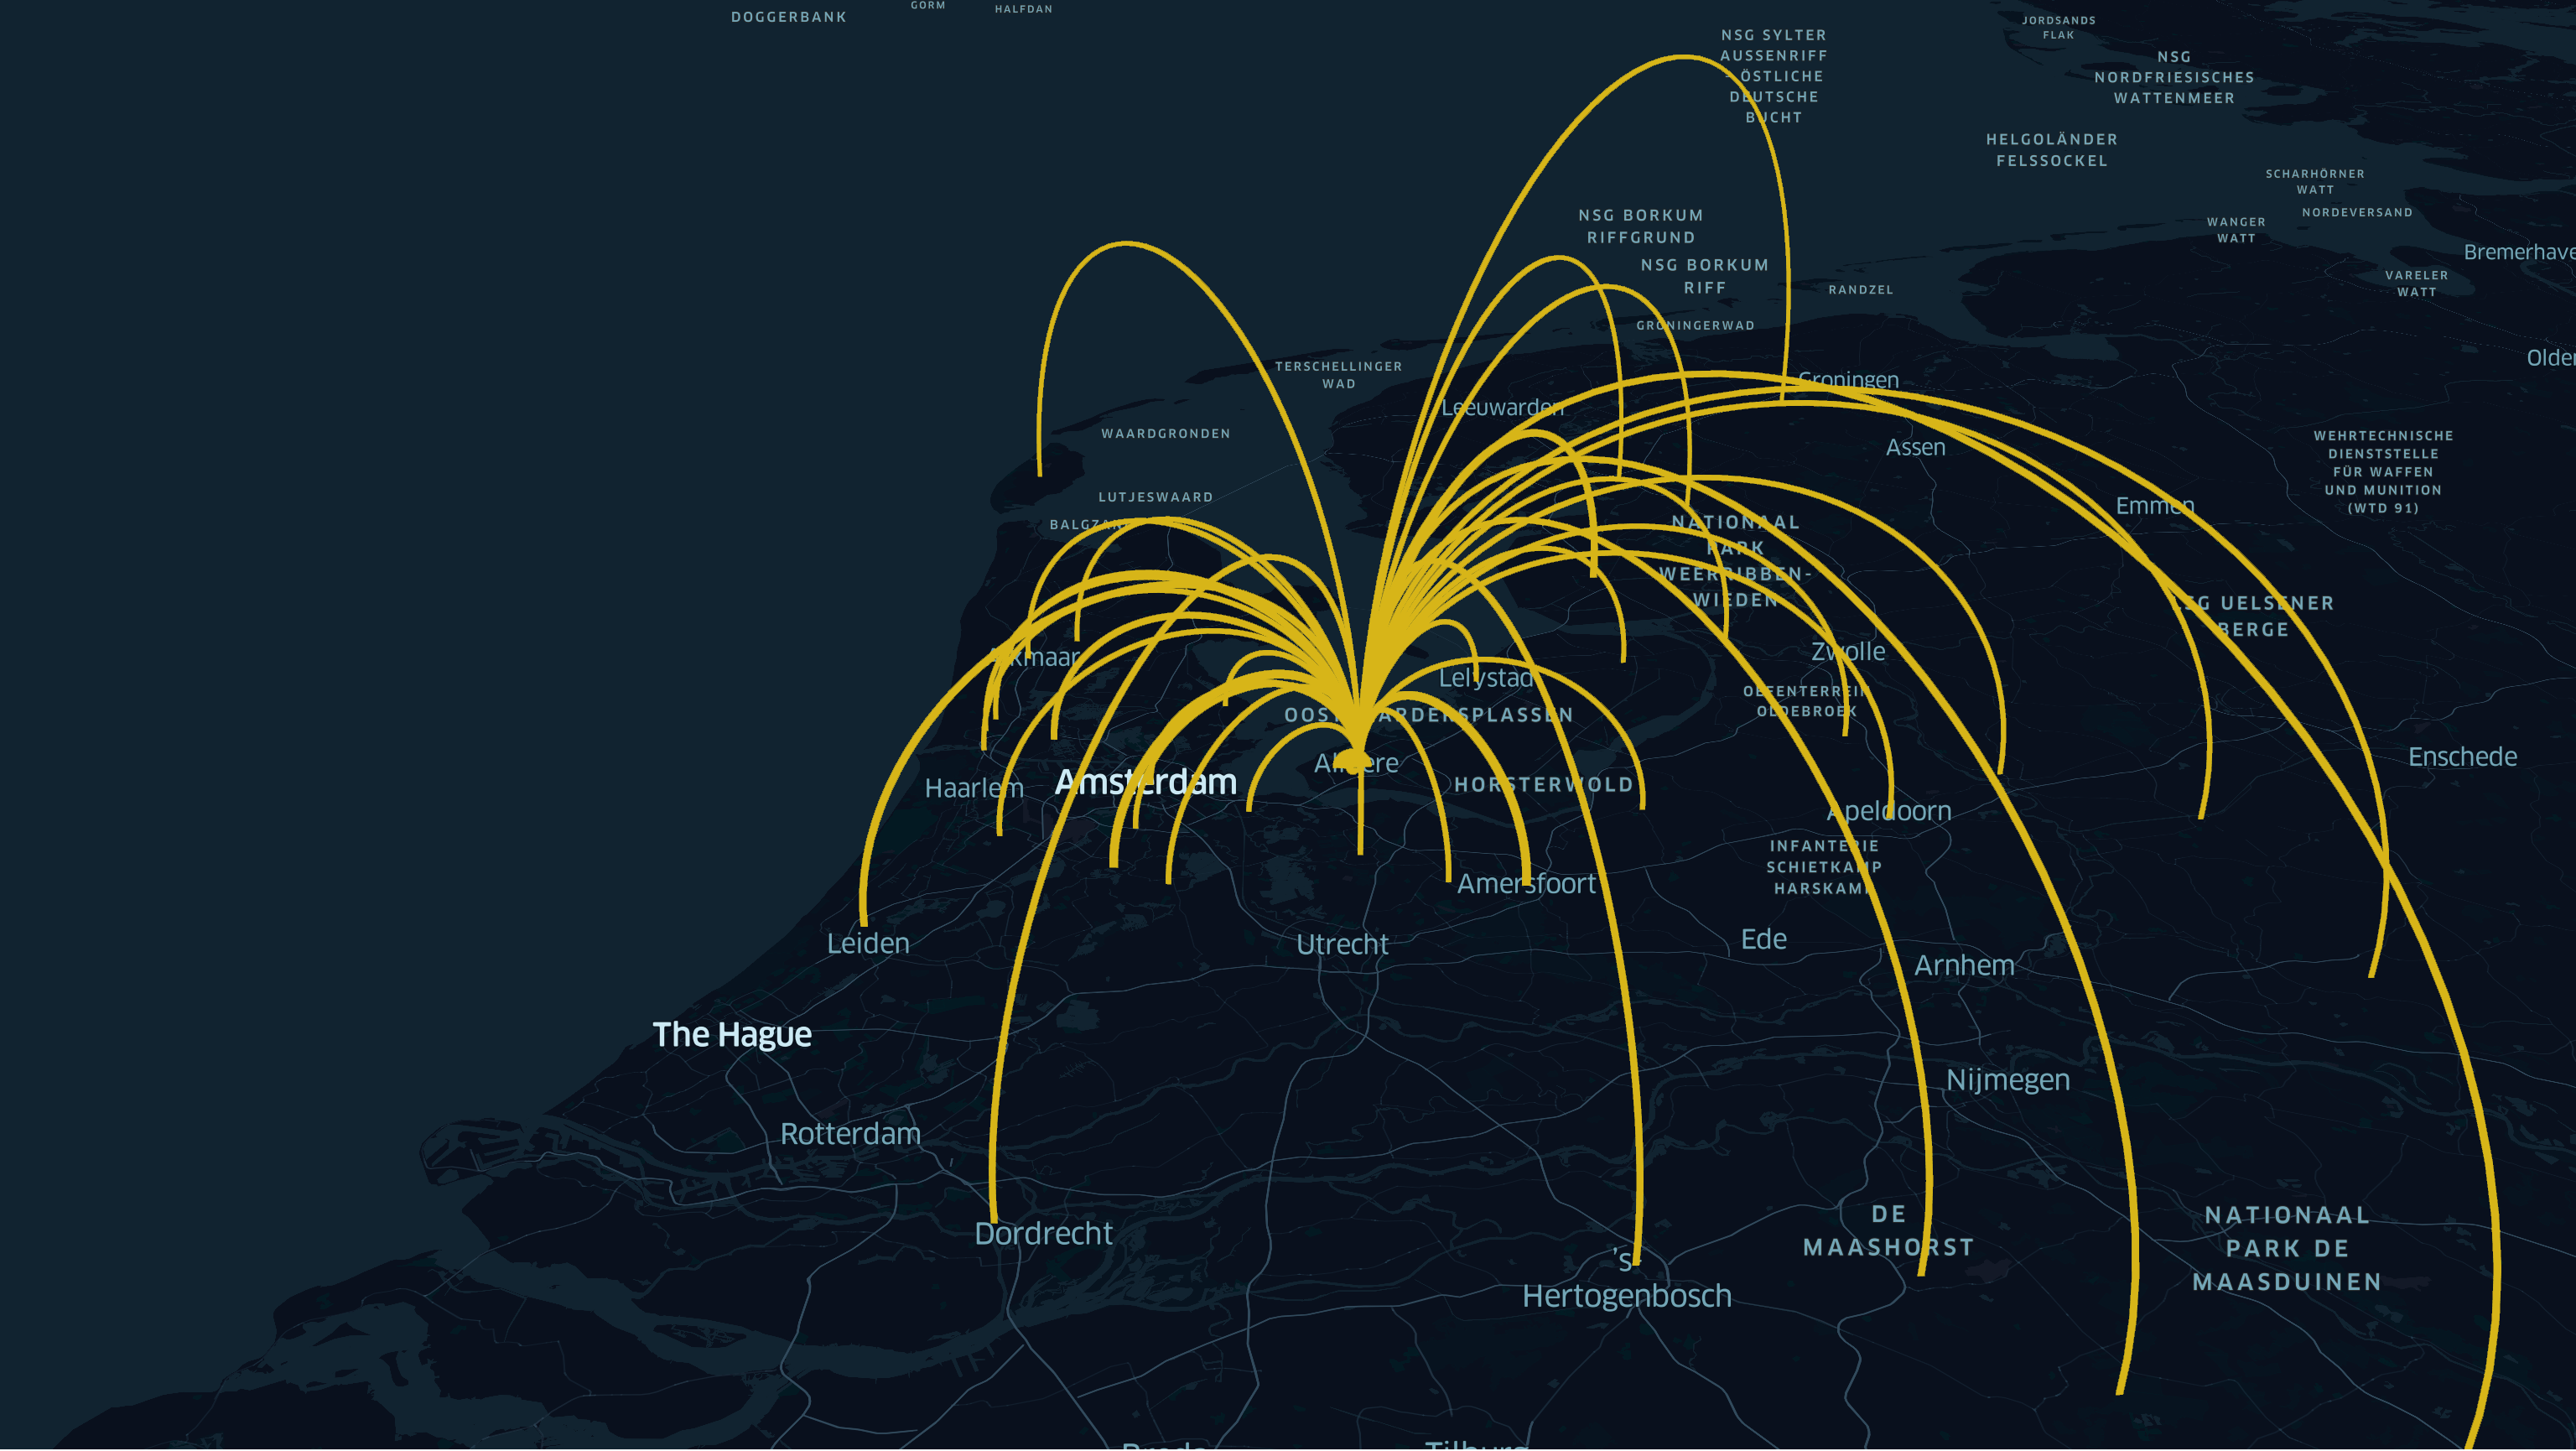 DOGGERBANK
GORM
HALFDAN
NSG SYLTER
AUSSENRIFF
- ÖSTLICHE
DEUTSCHE
BUCHT
JORDSANDS
FLAK
NSG
NORDFRIESISCHES
WATTENMEER
HELGOLÄNDER
FELSSOCKEL
SCHARHÖRNER
WATT
NORDEVERSAND
WANGER
WATT
Bremerhave
VARELER
WATT
NSG BORKUM
RIFFGRUND
NSG BORKUM
RIFF
RANDZEL
GRONINGERWAD
TERSCHELLINGER
WAD
Olde
Groningen
Leeuwarden
WAARDGRONDEN
Assen
WEHRTECHNISCHE
DIENSTSTELLE
FÜR WAFFEN
UND MUNITION
(WTD 91)
LUTJESWAARD
BALGZAND
Emmen
NATIONAAL
PARK
WEERRIBBEN-
WIEDEN
LSG UELSENER
BERGE
Alkmaar
Zwolle
Lelystad
OEFENTERREIN
OLDEBROEK
OOSTVAARDERSPLASSEN
Enschede
Almere
Amsterdam
Haarlem
HORSTERWOLD
Apeldoorn
INFANTERIE
SCHIETKAMP
HARSKAMP
Amersfoort
Leiden
Utrecht
Ede
Arnhem
The Hague
Nijmegen
Rotterdam
Dordrecht
DE
MAASHORST
NATIONAAL
PARK DE
MAASDUINEN
's-
Hertogenbosch
Breda
Tilburg